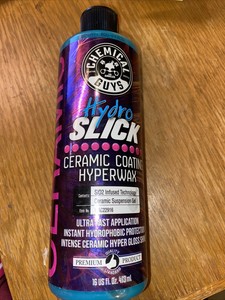 CHEMICAL
GUYS
Hydro
SLICK
CERAMIC COATING
HYPERWAX
SIO2 Infused Technology
Ceramic Suspension Gel
ULTRA FAST APPLICATION
INSTANT HYDROPHOBIC PROTECTION
INTENSE CERAMIC HYPER GLOSS
PREMIUM PRODUCT
16 US fl. oz. 473ml